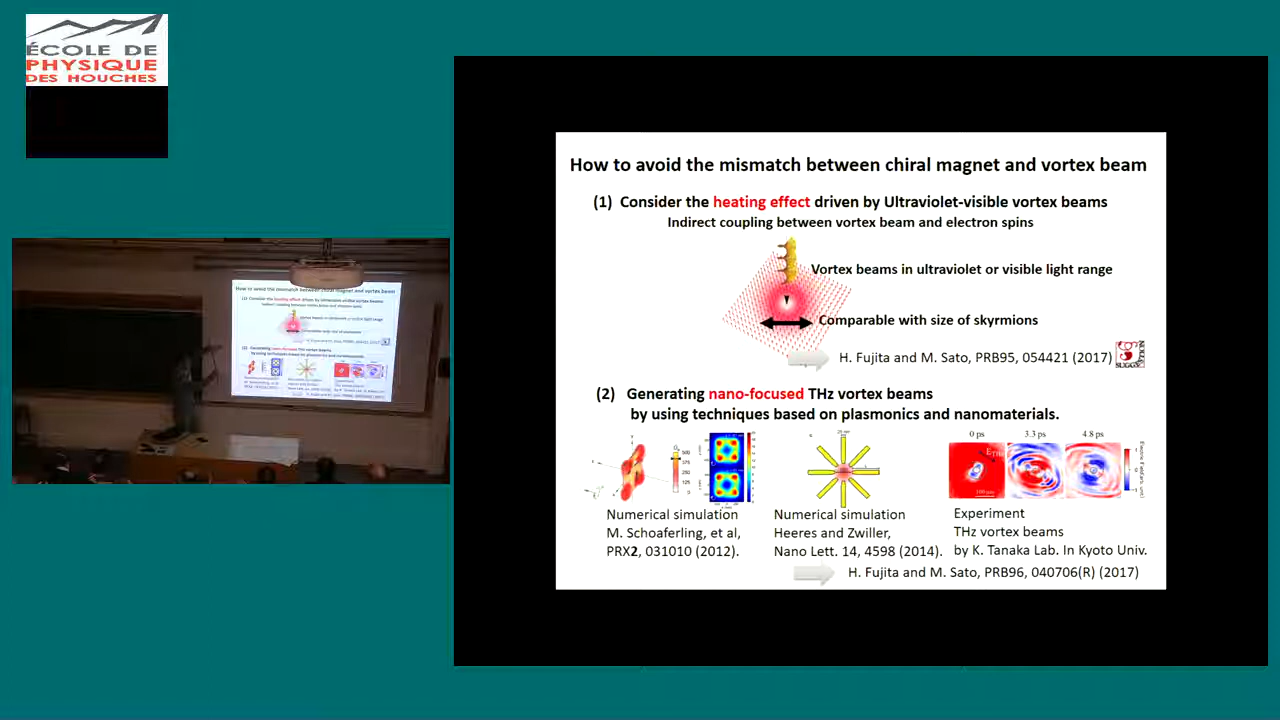 ÉCOLE DE
PHYSIQUE
DES HOUCHES
How to avoid the mismatch between chiral magnet and vortex beam
(1) Consider the heating effect driven by Ultraviolet-visible vortex beams
Indirect coupling between vortex beam and electron spins
Vortex beams in ultraviolet or visible light range
Comparable with size of skyrmions
H. Fujita and M. Sato, PRB95, 054421 (2017)
(2) Generating nano-focused THz vortex beams
by using techniques based on plasmonics and nanomaterials.
0 ps 3.3 ps 4.8 ps
Numerical simulation
M. Schoaferling, et al,
PRX2, 031010 (2012).
Numerical simulation
Heeres and Zwiller,
Nano Lett. 14, 4598 (2014).
Experiment
THz vortex beams
by K. Tanaka Lab. In Kyoto Univ.
H. Fujita and M. Sato, PRB96, 040706(R) (2017)